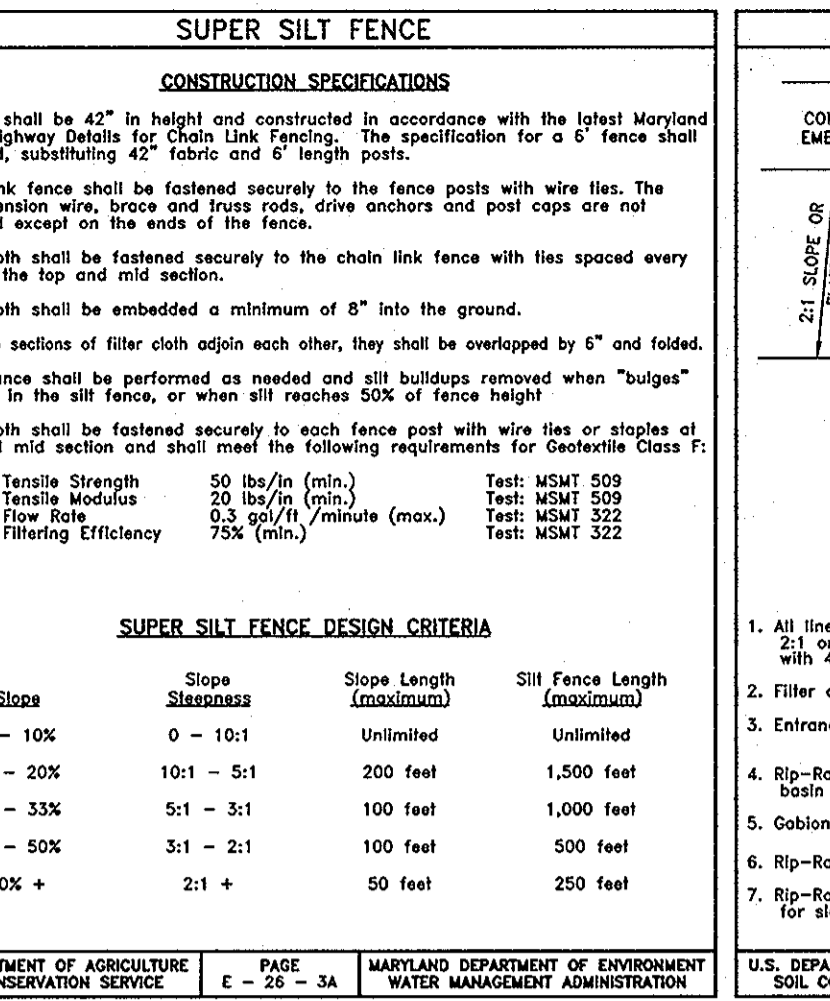 SUPER SILT FENCE
CONSTRUCTION SPECIFICATIONS
shall be 42" in height and constructed in accordance with the latest Maryland
ighway Details for Chain Link Fencing. The specification for a 6' fence shall
, substituting 42" fabric and 6' length posts.
nk fence shall be fastened securely to the fence posts with wire ties. The
ension wire, brace and truss rods, drive anchors and post caps are not
except on the ends of the fence.
oth shall be fastened securely to the chain link fence with ties spaced every
the top and mid section.
oth shall be embedded a minimum of 8" into the ground.
sections of filter cloth adjoin each other, they shall be overlapped by 6" and folded.
ance shall be performed as needed and silt buildups removed when "bulges"
in the silt fence, or when silt reaches 50% of fence height
oth shall be fastened securely to each fence post with wire ties or staples at
mid section and shall meet the following requirements for Geotextile Class F:
Tensile Strength 50 lbs/in (min.) Test: MSMT 509
Tensile Modulus 20 lbs/in (min.) Test: MSMT 509
Flow Rate 0.3 gal/ft /minute (max.) Test: MSMT 322
Filtering Efficiency 75% (min.) Test: MSMT 322
SUPER SILT FENCE DESIGN CRITERIA
Slope Slope Length Silt Fence Length
Slope Steepness (maximum) (maximum)
– 10% 0 – 10:1 Unlimited Unlimited
– 20% 10:1 – 5:1 200 feet 1,500 feet
– 33% 5:1 – 3:1 100 feet 1,000 feet
– 50% 3:1 – 2:1 100 feet 500 feet
0% + 2:1 + 50 feet 250 feet
TMENT OF AGRICULTURE PAGE MARYLAND DEPARTMENT OF ENVIRONMENT
NSERVATION SERVICE E – 26 – 3A WATER MANAGEMENT ADMINISTRATION
EMB
2:1 SLOPE OR
1. All line
2:1 or
with 4
2. Filter
3. Entranc
4. Rip-Ra
basin
5. Gabion
6. Rip-Ra
7. Rip-Ra
for sl
U.S. DEPA
SOIL CO